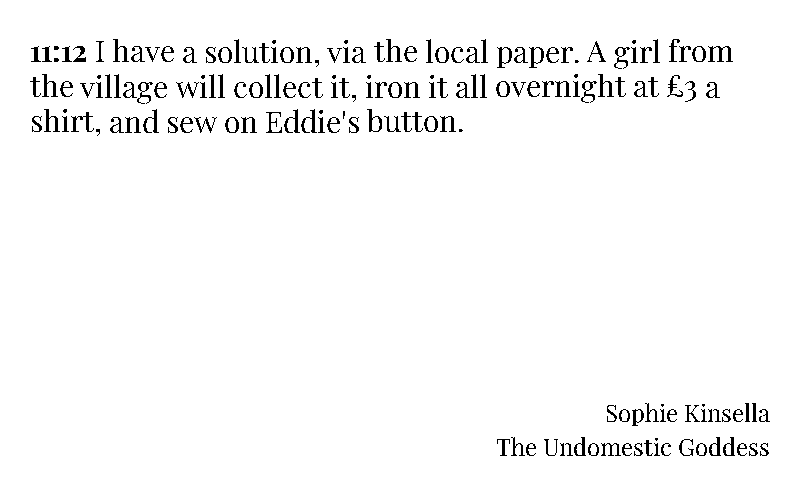 11:12 I have a solution, via the local paper. A girl from
the village will collect it, iron it all overnight at £3 a
shirt, and sew on Eddie's button.
Sophie Kinsella
The Undomestic Goddess